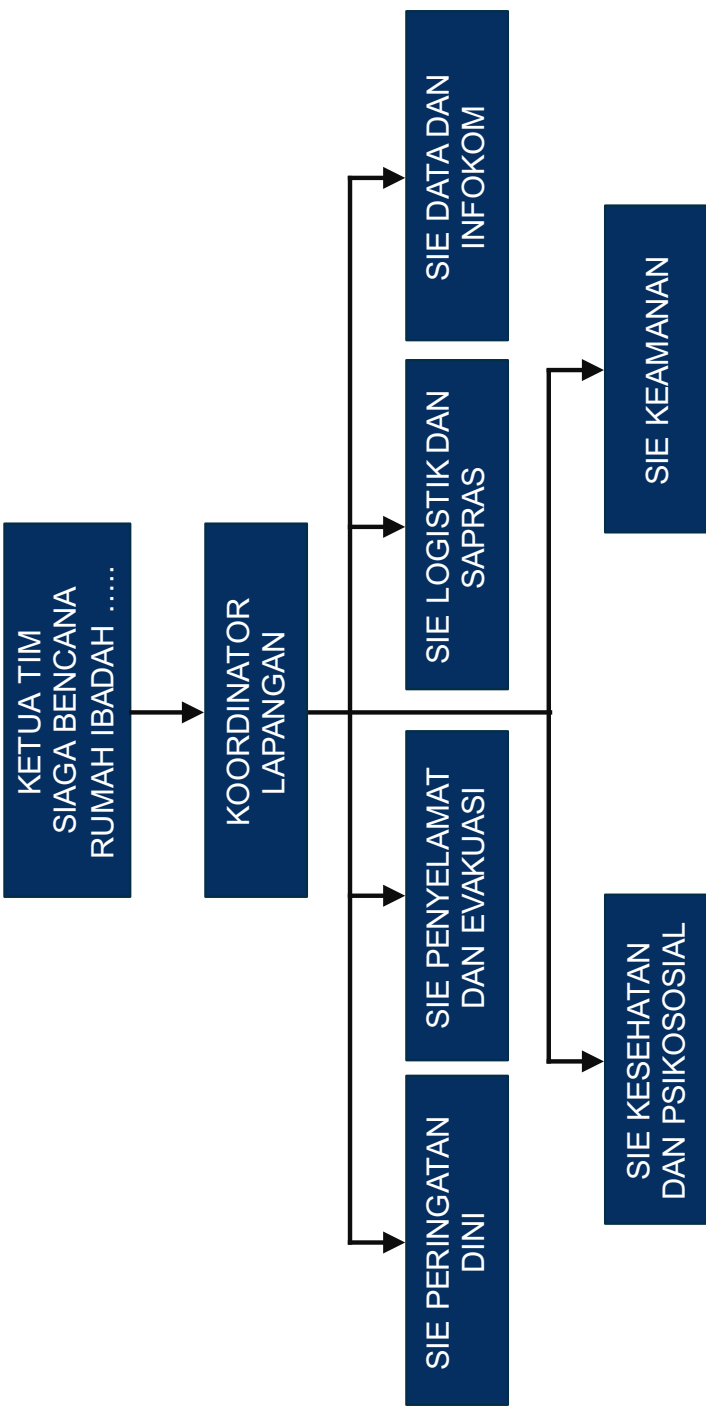 KETUA TIM
SIAGA BENCANA
RUMAH IBADAH .....
KOORDINATOR
LAPANGAN
SIE PERINGATAN
DINI
SIE PENYELAMAT
DAN EVAKUASI
SIE LOGISTIK DAN
SAPRAS
SIE DATA DAN
INFOKOM
SIE KESEHATAN
DAN PSIKOSOSIAL
SIE KEAMANAN